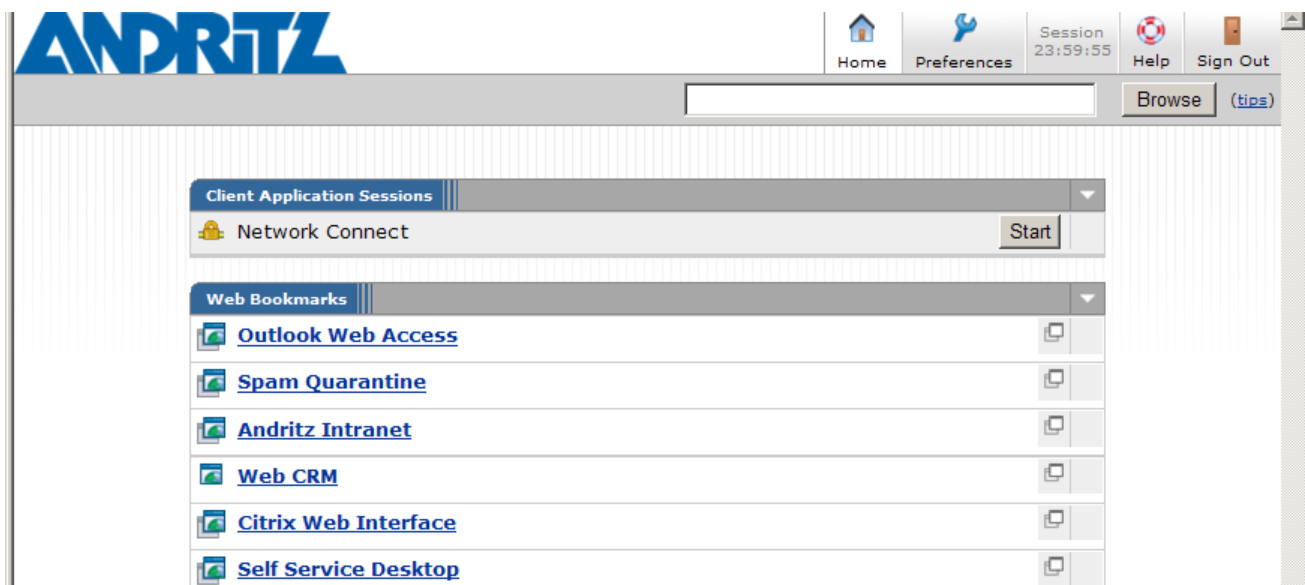 ANDRITZ
Home
Preferences
Session
23:59:55
Help
Sign Out
Browse
(tips)
Client Application Sessions
Network Connect
Start
Web Bookmarks
Outlook Web Access
Spam Quarantine
Andritz Intranet
Web CRM
Citrix Web Interface
Self Service Desktop